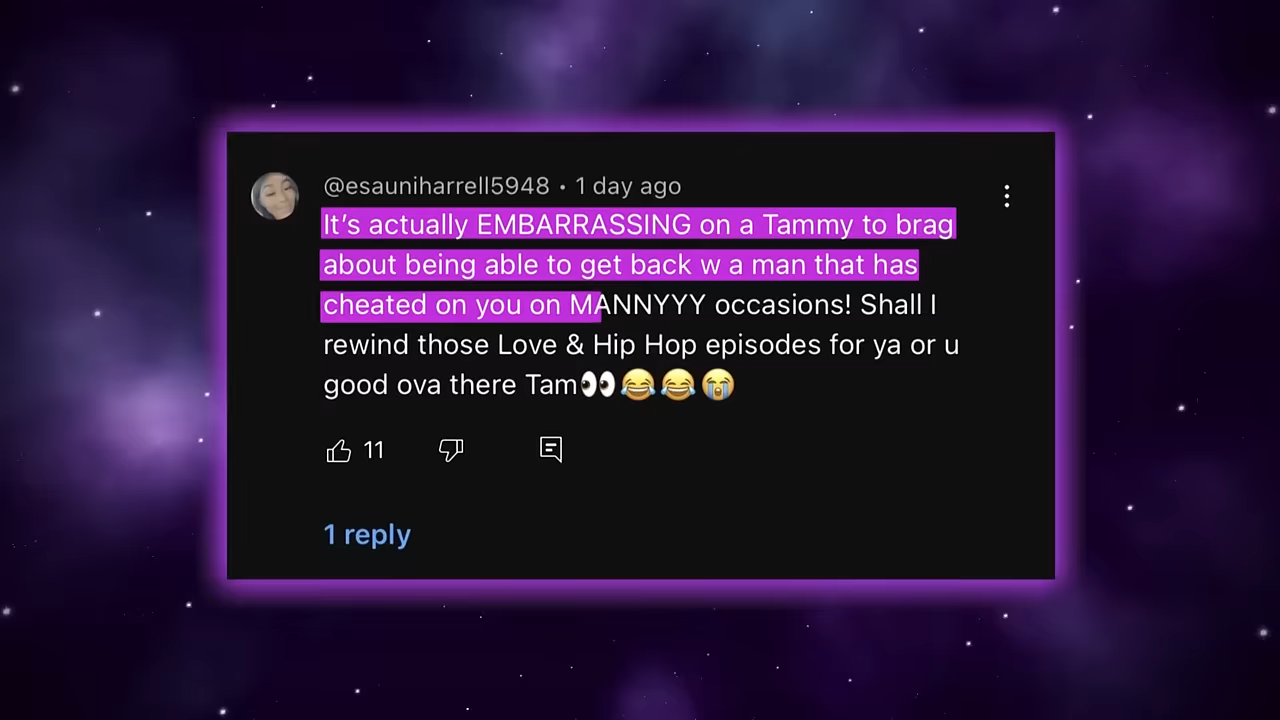 @esauniharrell5948 • 1 day ago
It’s actually EMBARRASSING on a Tammy to brag
about being able to get back w a man that has
cheated on you on MANNYYY occasions! Shall I
rewind those Love & Hip Hop episodes for ya or u
good ova there Tam👀😂😂😭
11
1 reply